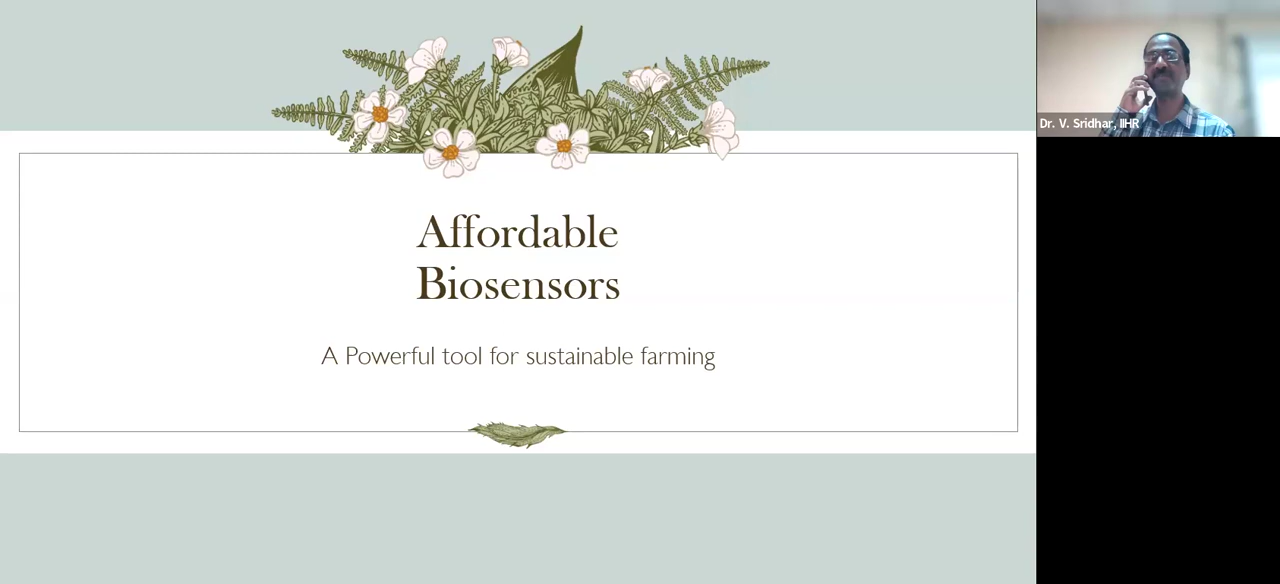 Affordable
Biosensors
A Powerful tool for sustainable farming
Dr. V. Sridhar, IIHR